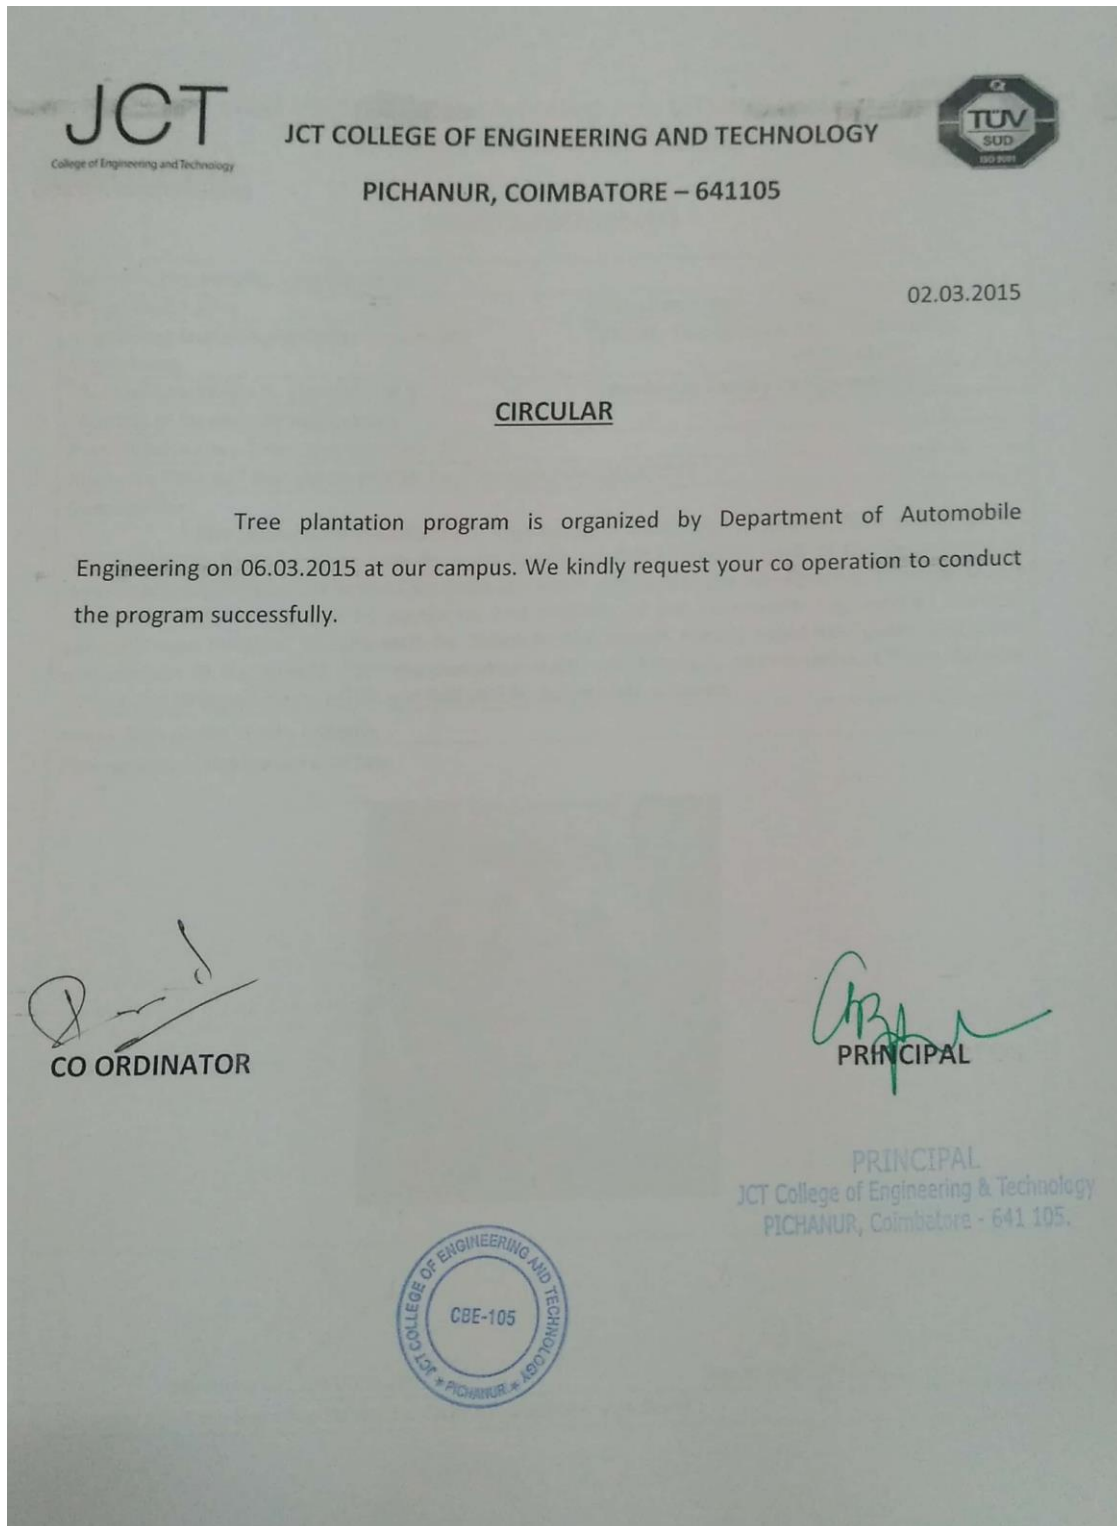 JCT
College of Engineering and Technology
JCT COLLEGE OF ENGINEERING AND TECHNOLOGY
PICHANUR, COIMBATORE – 641105
Q
TÜV
SÜD
ISO 9001
02.03.2015
CIRCULAR
Tree plantation program is organized by Department of Automobile
Engineering on 06.03.2015 at our campus. We kindly request your co operation to conduct
the program successfully.
CO ORDINATOR
PRINCIPAL
PRINCIPAL
JCT College of Engineering & Technology
PICHANUR, Coimbatore - 641 105.
JCT COLLEGE OF ENGINEERING AND TECHNOLOGY
CBE-105
* PICHANUR *